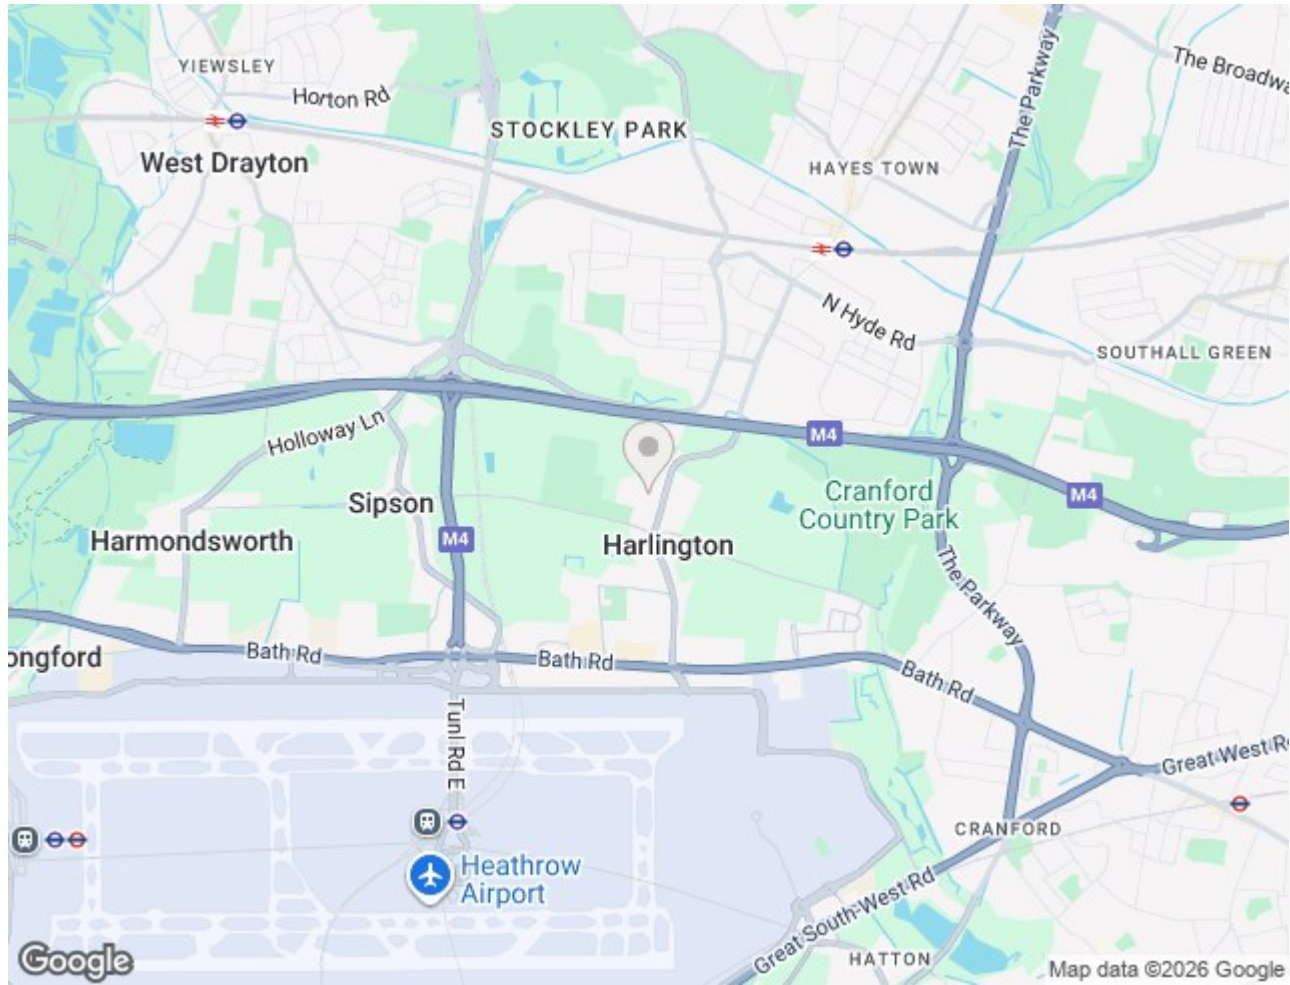 YIEWSLEY
Horton Rd
The Parkway
The Broadwa
STOCKLEY PARK
West Drayton
HAYES TOWN
N Hyde Rd
SOUTHALL GREEN
Holloway Ln
M4
Sipson
Cranford
Country Park
M4
Harmondsworth
M4
Harlington
The Parkway
ongford
Bath Rd
Bath Rd
Bath Rd
Tunl Rd E
Great West Rd
CRANFORD
Heathrow
Airport
Great South-West Rd
HATTON
Google
Map data ©2026 Google